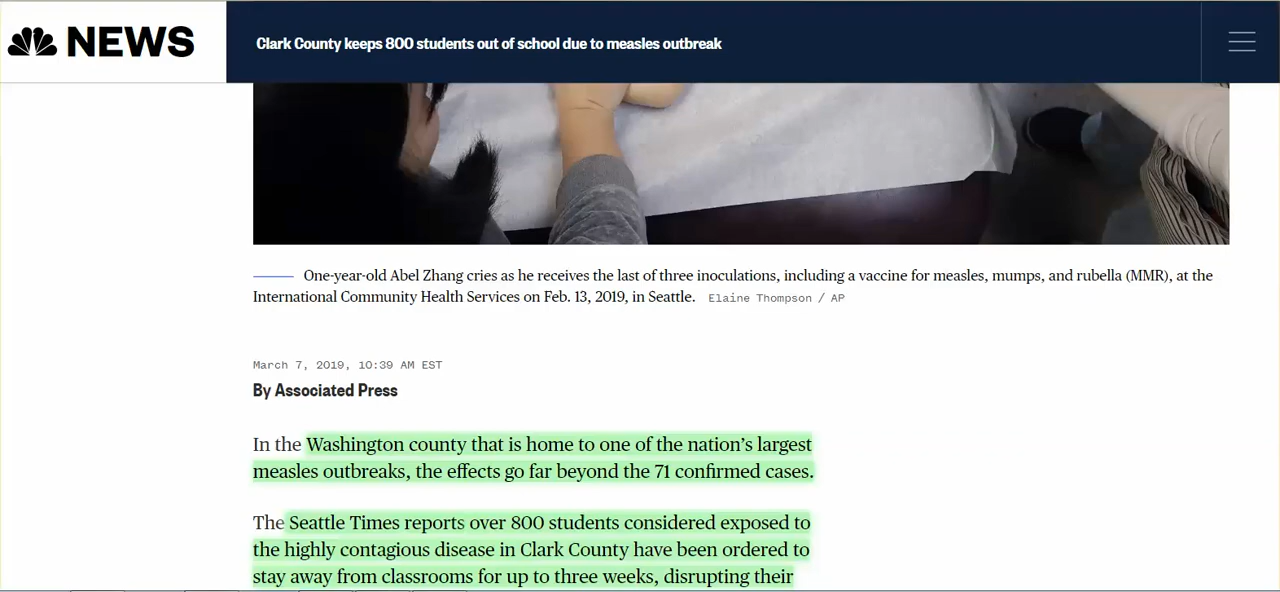 NEWS
Clark County keeps 800 students out of school due to measles outbreak
One-year-old Abel Zhang cries as he receives the last of three inoculations, including a vaccine for measles, mumps, and rubella (MMR), at the
International Community Health Services on Feb. 13, 2019, in Seattle. Elaine Thompson / AP
March 7, 2019, 10:39 AM EST
By Associated Press
In the Washington county that is home to one of the nation’s largest
measles outbreaks, the effects go far beyond the 71 confirmed cases.
The Seattle Times reports over 800 students considered exposed to
the highly contagious disease in Clark County have been ordered to
stay away from classrooms for up to three weeks, disrupting their